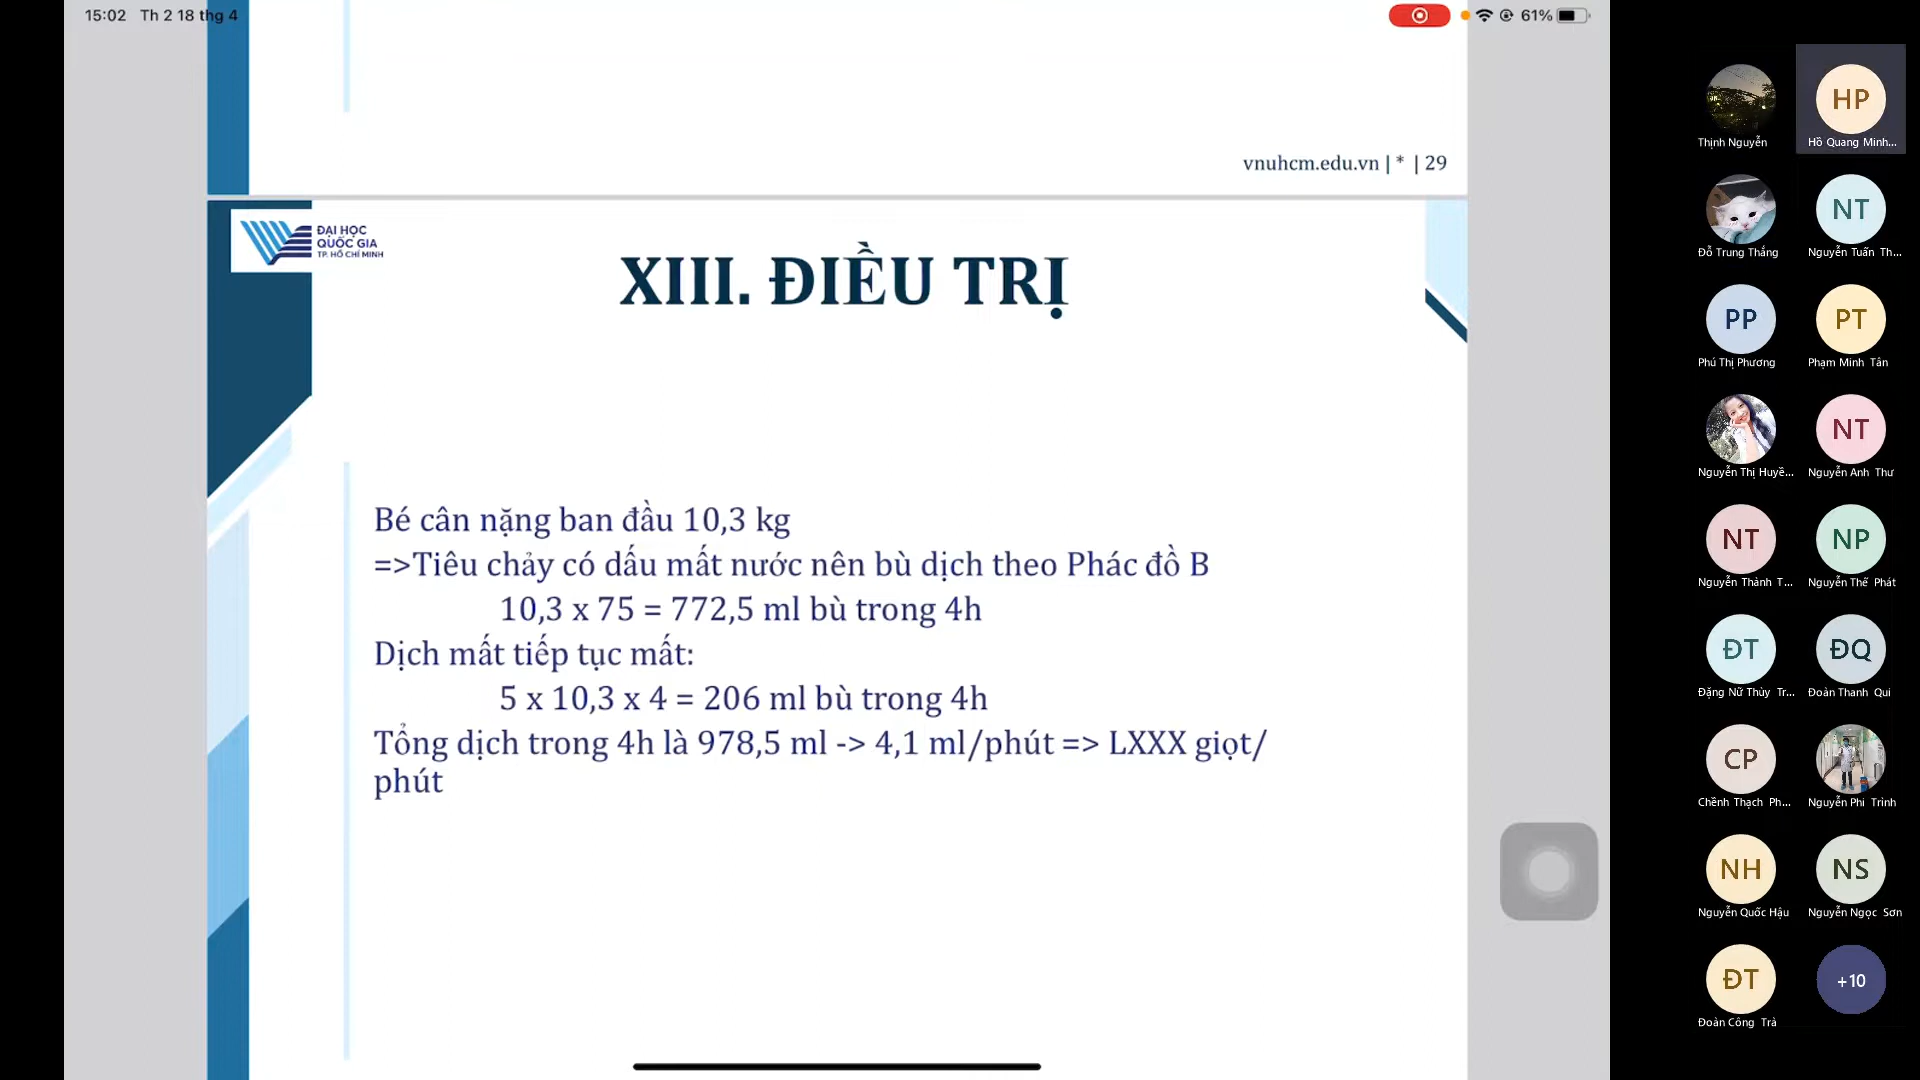 15:02 Th 2 18 thg 4
61%
vnuhcm.edu.vn | * | 29
ĐẠI HỌC
QUỐC GIA
TP. HỒ CHÍ MINH
XIII. ĐIỀU TRỊ
Bé cân nặng ban đầu 10,3 kg
=>Tiêu chảy có dấu mất nước nên bù dịch theo Phác đồ B
10,3 x 75 = 772,5 ml bù trong 4h
Dịch mất tiếp tục mất:
5 x 10,3 x 4 = 206 ml bù trong 4h
Tổng dịch trong 4h là 978,5 ml -> 4,1 ml/phút => LXXX giọt/
phút
HP
Thịnh Nguyễn
Hồ Quang Minh...
NT
Đỗ Trung Thắng
Nguyễn Tuấn Th...
PP
PT
Phú Thị Phương
Phạm Minh Tân
NT
Nguyễn Thị Huyề...
Nguyễn Anh Thư
NT
NP
Nguyễn Thành T...
Nguyễn Thế Phát
ĐT
ĐQ
Đặng Nữ Thùy Tr...
Đoàn Thanh Qui
CP
Chềnh Thạch Ph...
Nguyễn Phi Trình
NH
NS
Nguyễn Quốc Hậu
Nguyễn Ngọc Sơn
ĐT
+10
Đoàn Công Trà